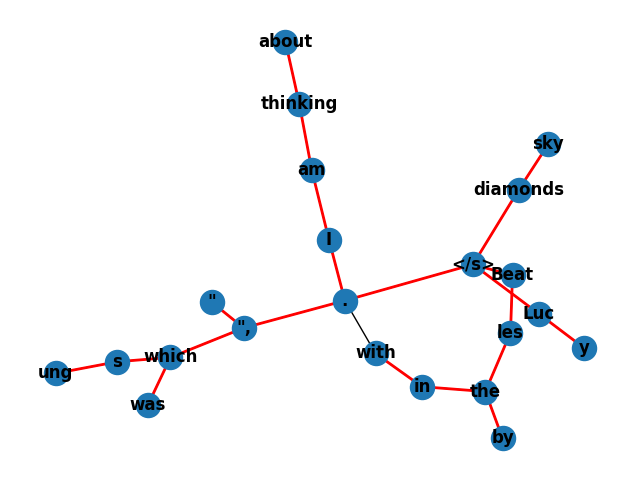 about
thinking
sky
am
diamonds
I
</s>
Beat
"
.
Luc
",
les
y
with
which
s
ung
in
the
was
by